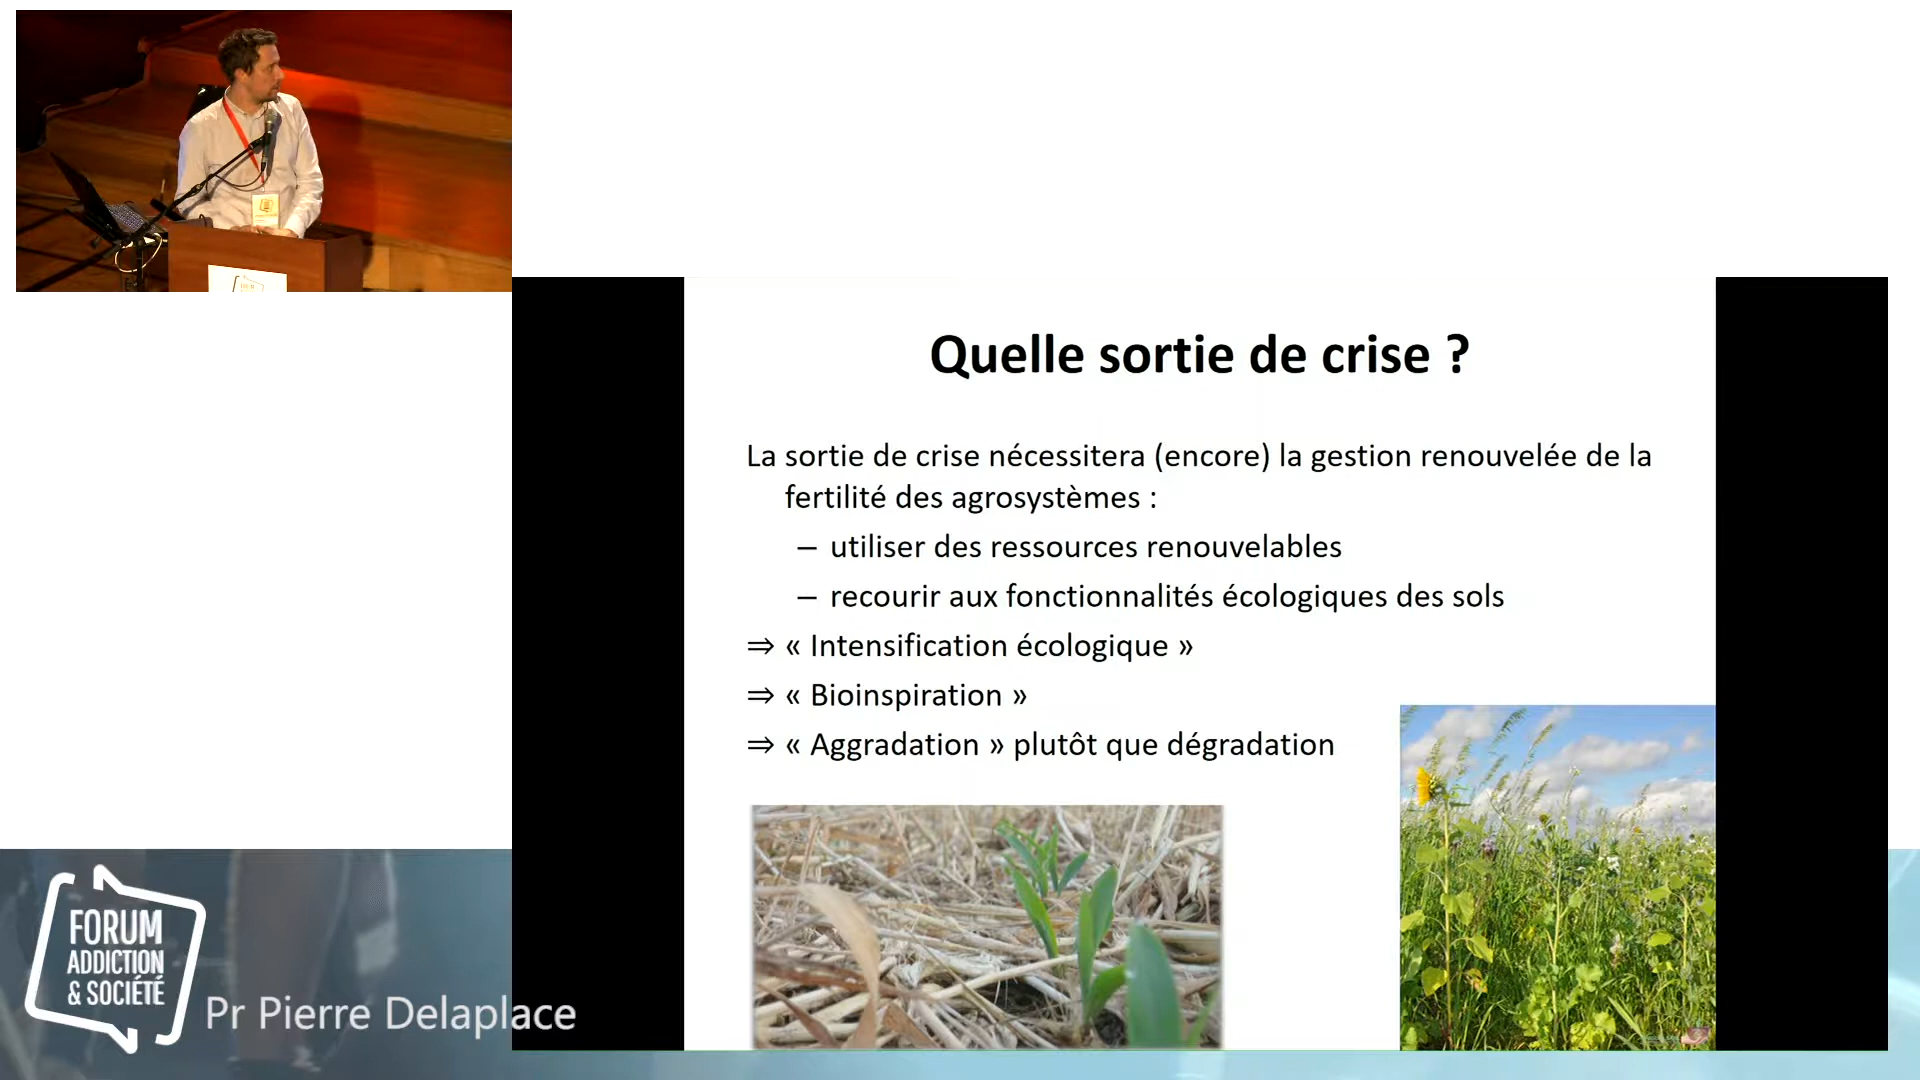 Quelle sortie de crise ?
La sortie de crise nécessitera (encore) la gestion renouvelée de la
fertilité des agrosystèmes :
– utiliser des ressources renouvelables
– recourir aux fonctionnalités écologiques des sols
⇒ « Intensification écologique »
⇒ « Bioinspiration »
⇒ « Aggradation » plutôt que dégradation
FORUM
ADDICTION
& SOCIÉTÉ
Pr Pierre Delaplace